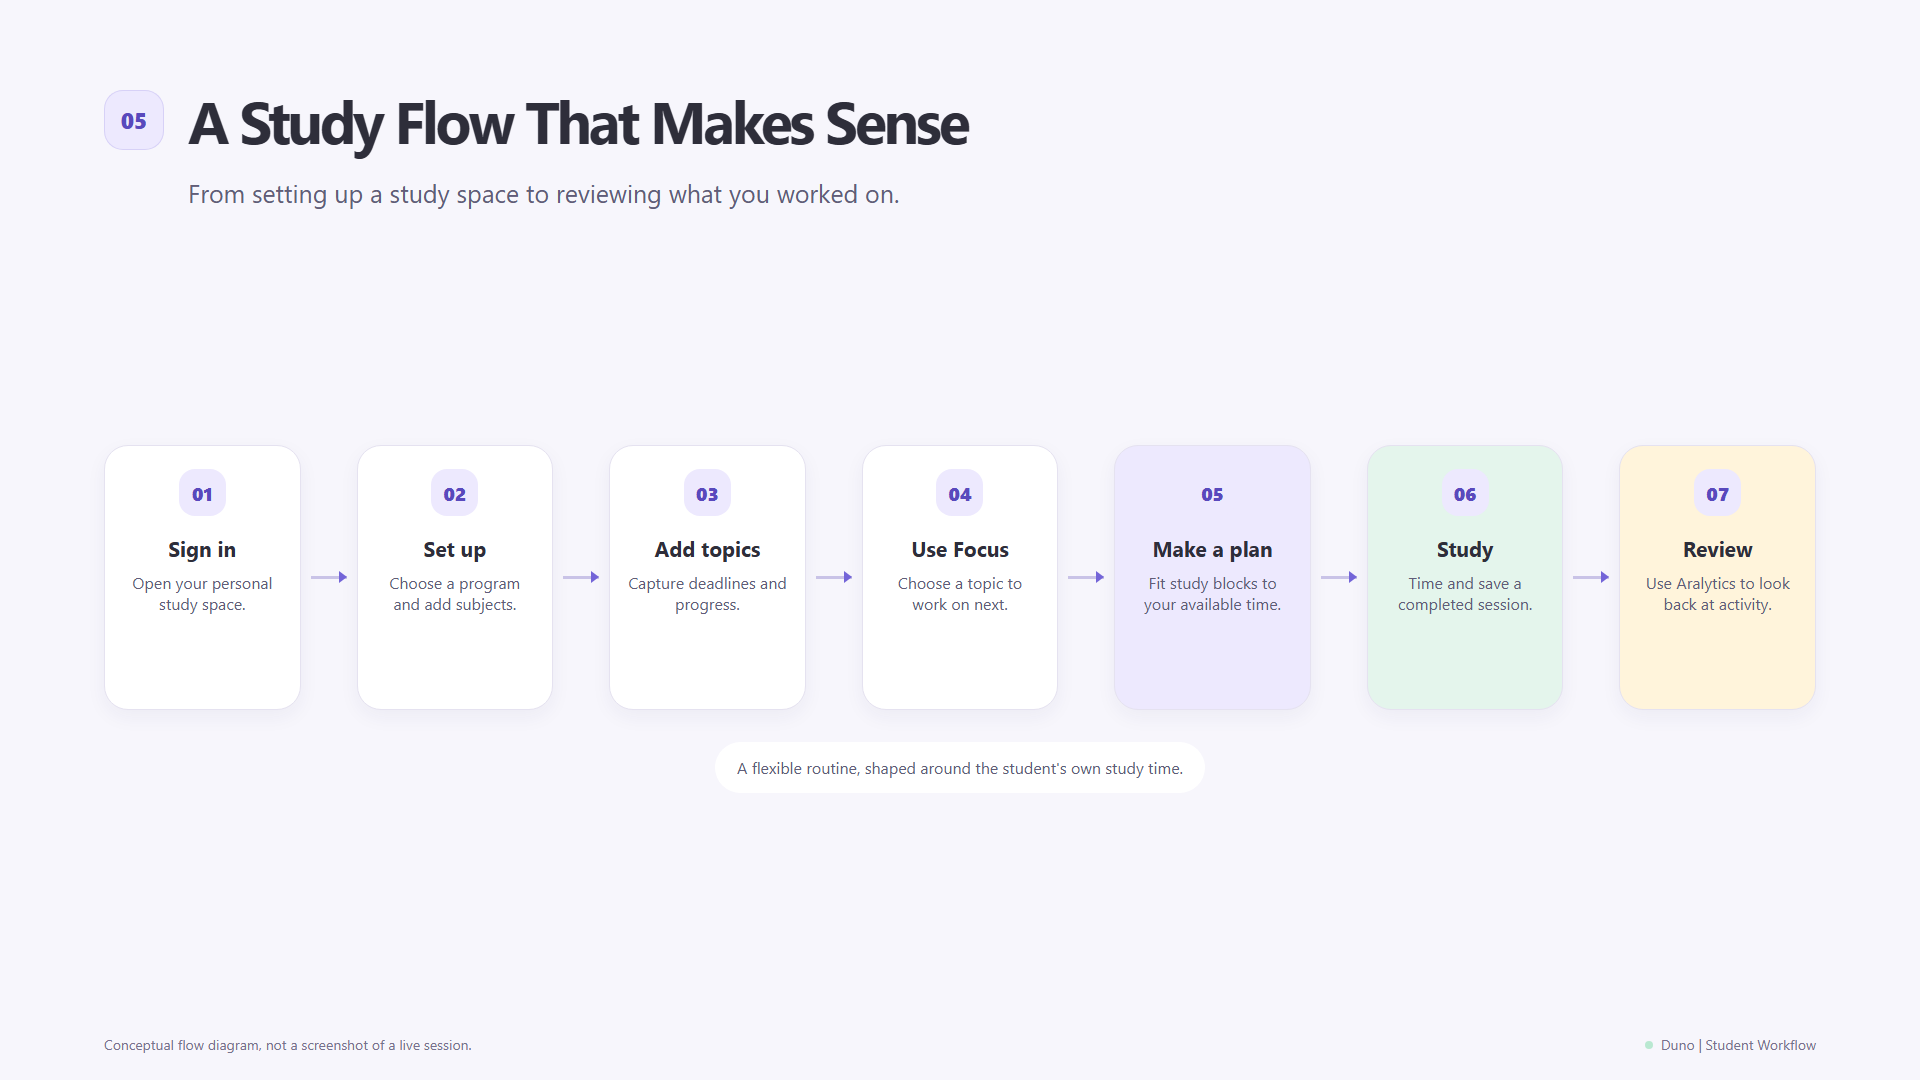 05
A Study Flow That Makes Sense
From setting up a study space to reviewing what you worked on.
01
Sign in
Open your personal
study space.
02
Set up
Choose a program
and add subjects.
03
Add topics
Capture deadlines and
progress.
04
Use Focus
Choose a topic to
work on next.
05
Make a plan
Fit study blocks to
your available time.
06
Study
Time and save a
completed session.
07
Review
Use Aralytics to look
back at activity.
A flexible routine, shaped around the student's own study time.
Conceptual flow diagram, not a screenshot of a live session.
Duno | Student Workflow